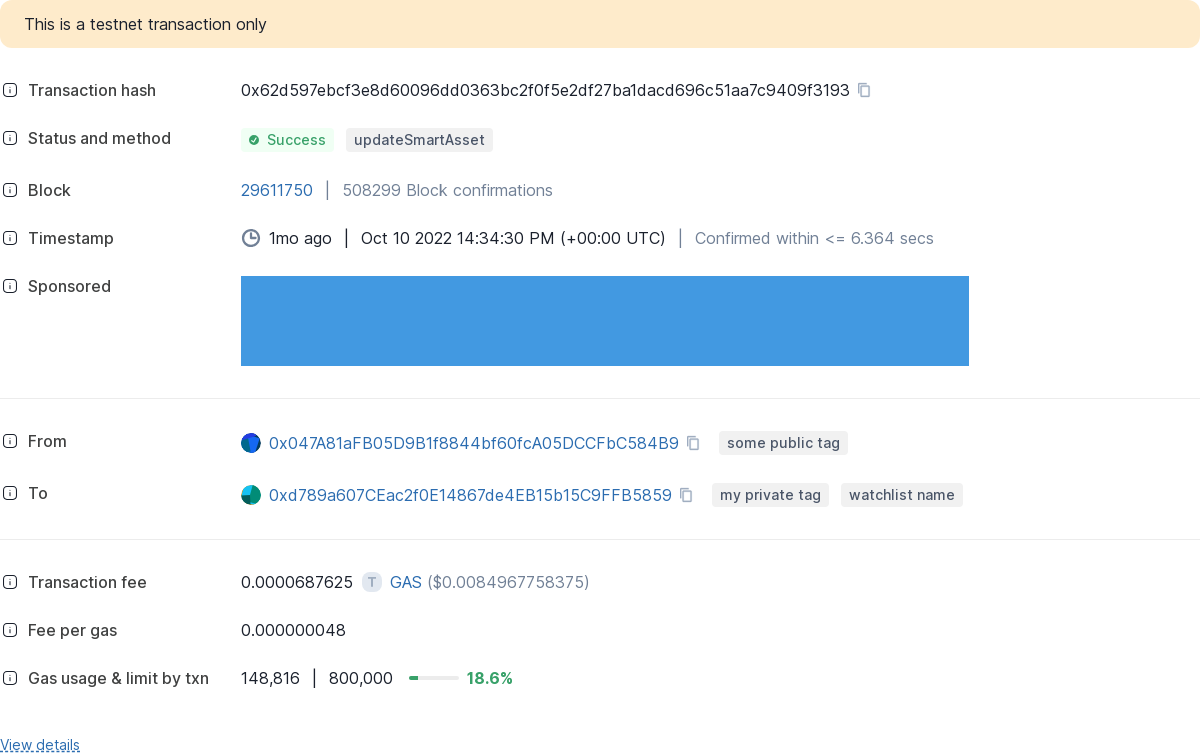 This is a testnet transaction only
Transaction hash 0x62d597ebcf3e8d60096dd0363bc2f0f5e2df27ba1dacd696c51aa7c9409f3193
Status and method Success updateSmartAsset
Block 29611750 | 508299 Block confirmations
Timestamp 1mo ago | Oct 10 2022 14:34:30 PM (+00:00 UTC) | Confirmed within <= 6.364 secs
Sponsored
From 0x047A81aFB05D9B1f8844bf60fcA05DCCFbC584B9 some public tag
To 0xd789a607CEac2f0E14867de4EB15b15C9FFB5859 my private tag watchlist name
Transaction fee 0.0000687625 T GAS ($0.0084967758375)
Fee per gas 0.000000048
Gas usage & limit by txn 148,816 | 800,000 18.6%
View details